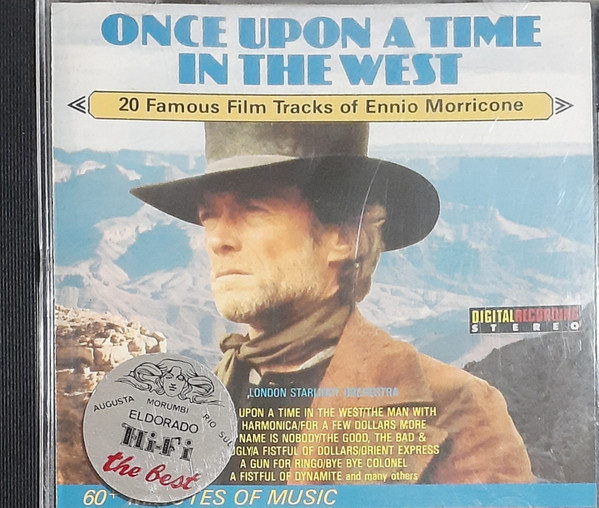 ONCE UPON A TIME
IN THE WEST
20 Famous Film Tracks of Ennio Morricone
DIGITAL RECORDING
STEREO
LONDON STARLIGHT ORCHESTRA
UPON A TIME IN THE WEST/THE MAN WITH
HARMONICA/FOR A FEW DOLLARS MORE
NAME IS NOBODY/THE GOOD, THE BAD &
UGLY/A FISTFUL OF DOLLARS/ORIENT EXPRESS
A GUN FOR RINGO/BYE BYE COLONEL
A FISTFUL OF DYNAMITE and many others
60+ MINUTES OF MUSIC
AUGUSTA MORUMBI RIO SUL
ELDORADO
Hi-Fi
the best